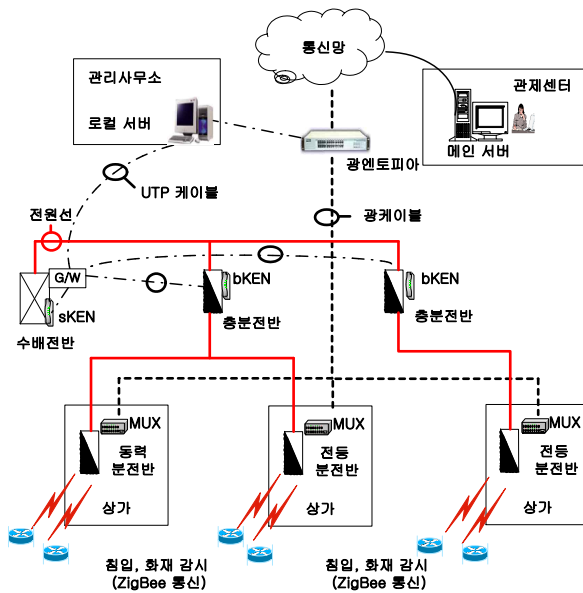 통신망
관리사무소
로컬 서버
관제센터
메인 서버
광엔토피아
UTP 케이블
광케이블
전원선
G/W
sKEN
수배전반
bKEN
층분전반
bKEN
층분전반
MUX
동력
분전반
상가
MUX
전등
분전반
상가
MUX
전등
분전반
상가
침입, 화재 감시
(ZigBee 통신)
침입, 화재 감시
(ZigBee 통신)